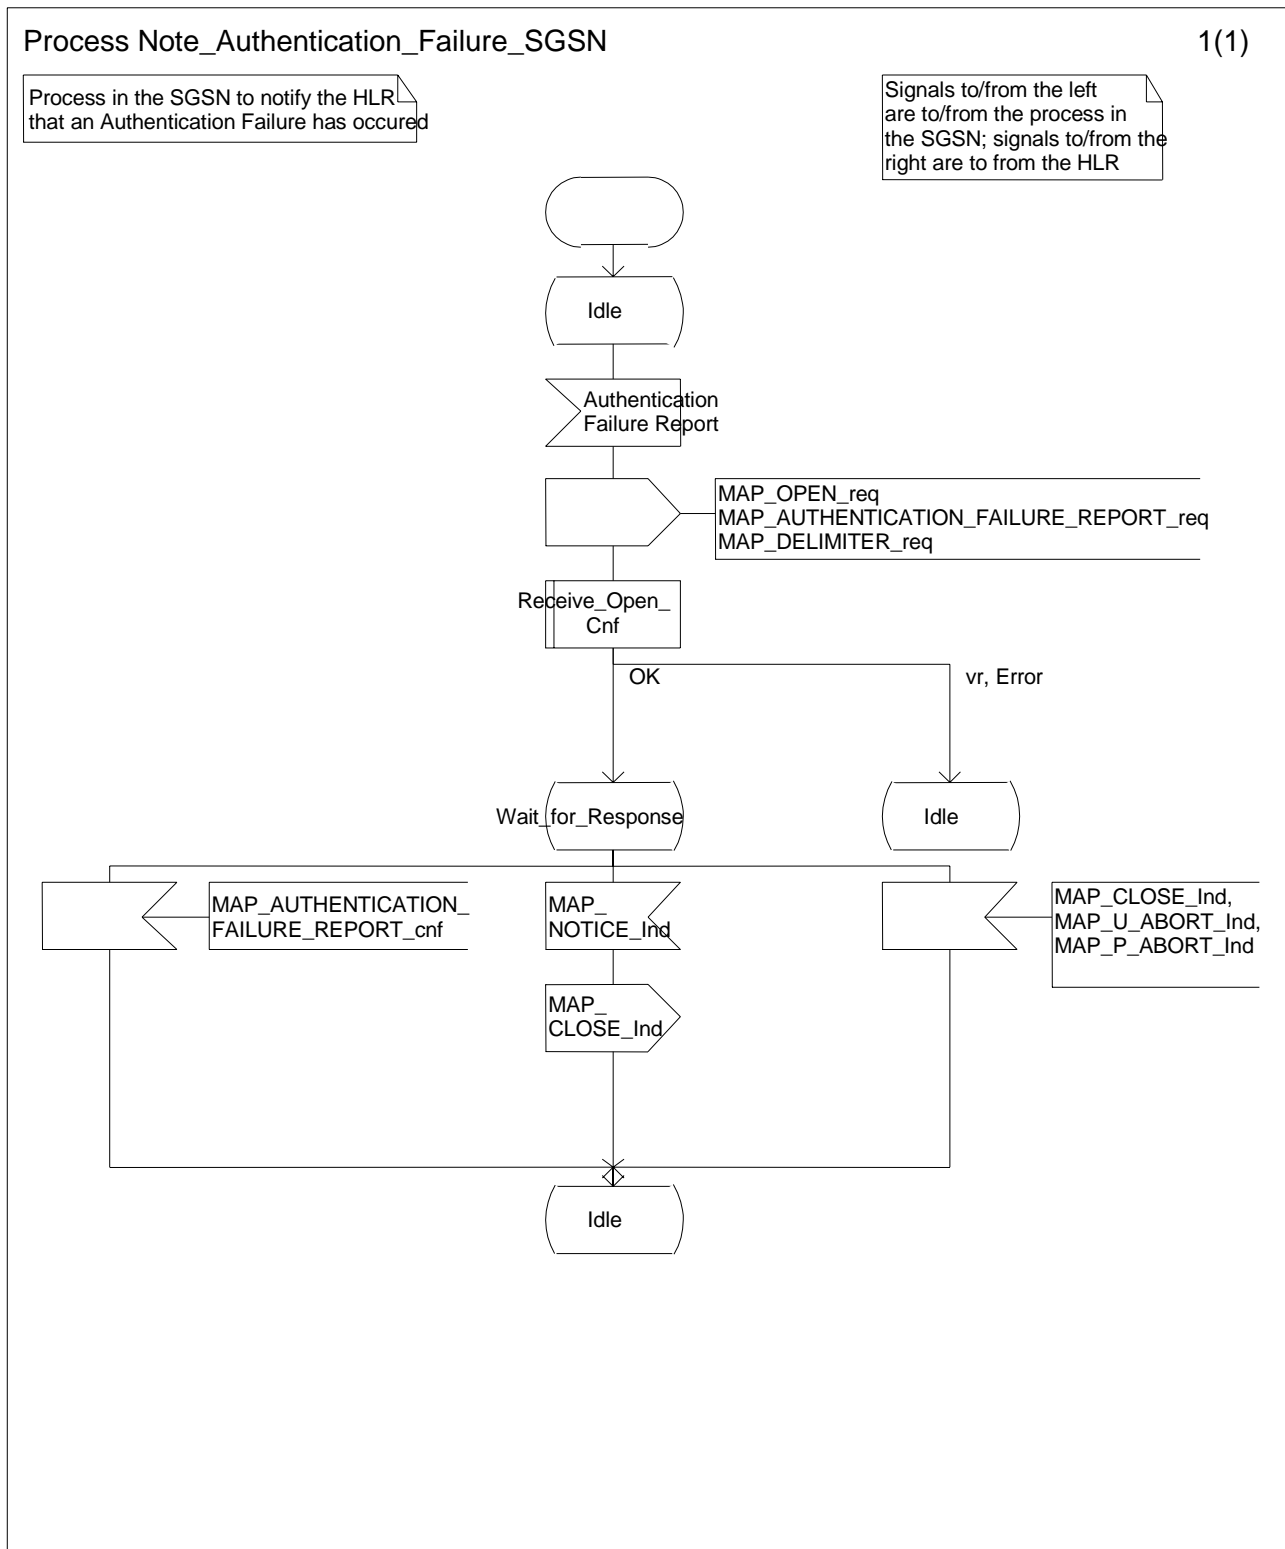 Process Note_Authentication_Failure_SGSN
1(1)
Process in the SGSN to notify the HLR
that an Authentication Failure has occured
Signals to/from the left
are to/from the process in
the SGSN; signals to/from the
right are to from the HLR
Idle
Authentication
Failure Report
MAP_OPEN_req
MAP_AUTHENTICATION_FAILURE_REPORT_req
MAP_DELIMITER_req
Receive_Open_
Cnf
OK
vr, Error
Wait_for_Response
Idle
MAP_AUTHENTICATION_
FAILURE_REPORT_cnf
MAP_
NOTICE_Ind
MAP_CLOSE_Ind,
MAP_U_ABORT_Ind,
MAP_P_ABORT_Ind
MAP_
CLOSE_Ind
Idle